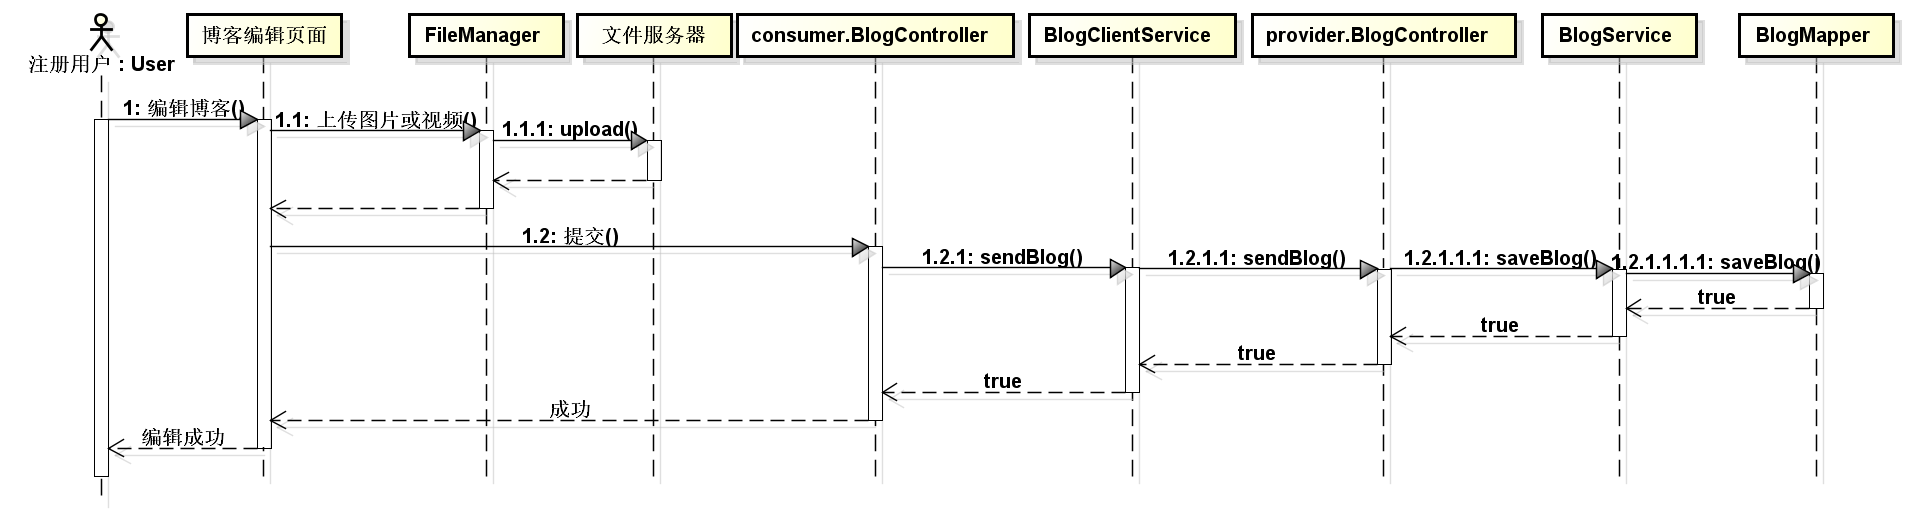 注册用户 : User
博客编辑页面
FileManager
文件服务器
consumer.BlogController
BlogClientService
provider.BlogController
BlogService
BlogMapper
1: 编辑博客()
1.1: 上传图片或视频()
1.1.1: upload()
1.2: 提交()
1.2.1: sendBlog()
1.2.1.1: sendBlog()
1.2.1.1.1: saveBlog()
1.2.1.1.1.1: saveBlog()
true
true
true
true
成功
编辑成功